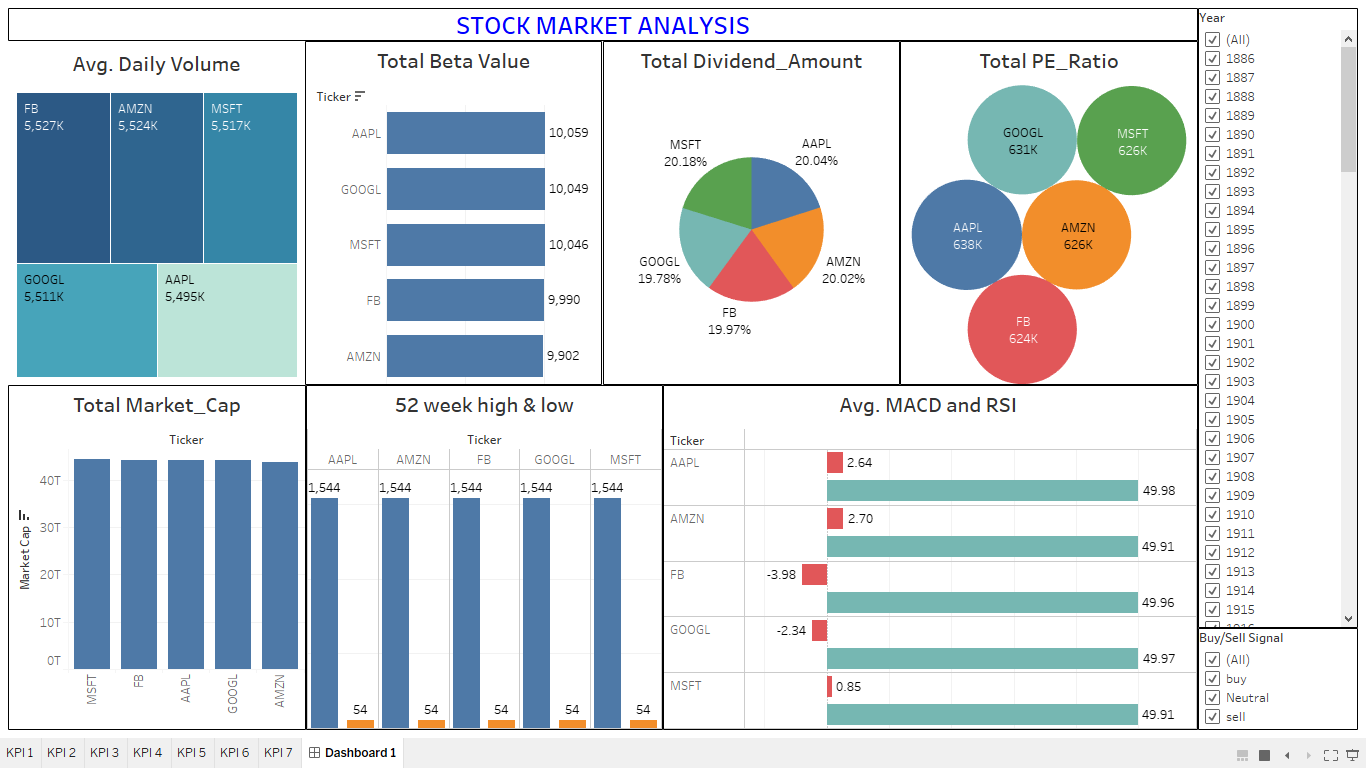 STOCK MARKET ANALYSIS
Avg. Daily Volume
FB
5,527K
AMZN
5,524K
MSFT
5,517K
GOOGL
5,511K
AAPL
5,495K
Total Beta Value
Ticker
AAPL 10,059
GOOGL 10,049
MSFT 10,046
FB 9,990
AMZN 9,902
Total Dividend_Amount
MSFT
20.18%
AAPL
20.04%
GOOGL
19.78%
AMZN
20.02%
FB
19.97%
Total PE_Ratio
GOOGL
631K
MSFT
626K
AAPL
638K
AMZN
626K
FB
624K
Total Market_Cap
Ticker
Market Cap
40T
30T
20T
10T
0T
MSFT
FB
AAPL
GOOGL
AMZN
52 week high & low
Ticker
AAPL AMZN FB GOOGL MSFT
1,544 1,544 1,544 1,544 1,544
54 54 54 54 54
Avg. MACD and RSI
Ticker
AAPL 2.64
49.98
AMZN 2.70
49.91
FB -3.98
49.96
GOOGL -2.34
49.97
MSFT 0.85
49.91
Year
(All)
1886
1887
1888
1889
1890
1891
1892
1893
1894
1895
1896
1897
1898
1899
1900
1901
1902
1903
1904
1905
1906
1907
1908
1909
1910
1911
1912
1913
1914
1915
Buy/Sell Signal
(All)
buy
Neutral
sell
KPI 1 KPI 2 KPI 3 KPI 4 KPI 5 KPI 6 KPI 7 Dashboard 1